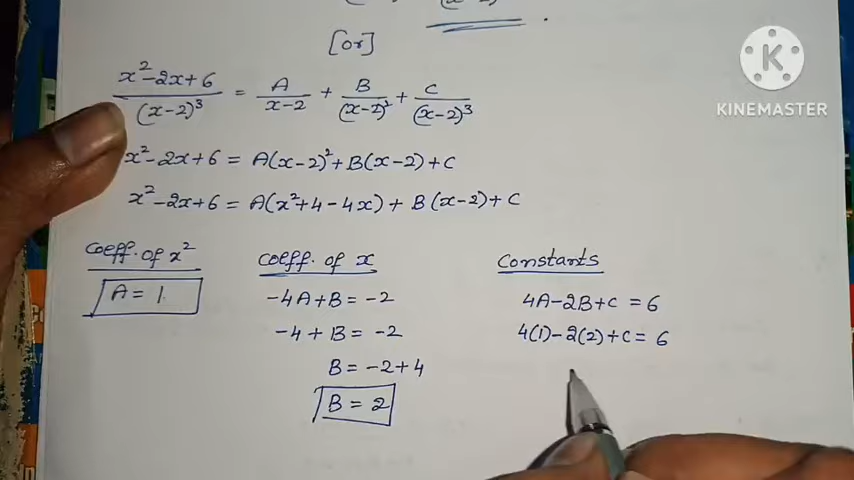 [or]
x²-2x+6/(x-2)³ = A/x-2 + B/(x-2)² + C/(x-2)³
x²-2x+6 = A(x-2)²+B(x-2)+C
x²-2x+6 = A(x²+4-4x)+B(x-2)+C
Coeff. of x²
A = 1
Coeff. of x
-4A+B = -2
-4+B = -2
B = -2+4
B = 2
Constants
4A-2B+C = 6
4(1)-2(2)+C = 6
KINEMASTER